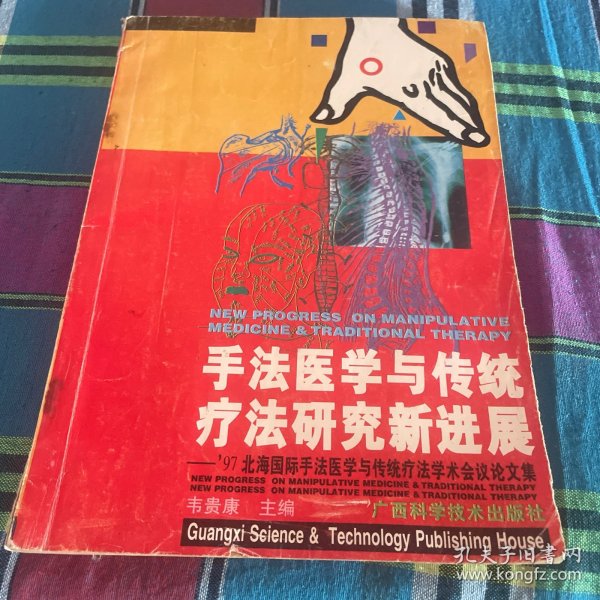 NEW PROGRESS ON MANIPULATIVE
MEDICINE & TRADITIONAL THERAPY
手法医学与传统
疗法研究新进展
——'97北海国际手法医学与传统疗法学术会议论文集
NEW PROGRESS ON MANIPULATIVE MEDICINE & TRADITIONAL THERAPY
NEW PROGRESS ON MANIPULATIVE MEDICINE & TRADITIONAL THERAPY
韦贵康 主编 广西科学技术出版社
Guangxi Science & Technology Publishing House
孔夫子旧书网
www.kongfz.com